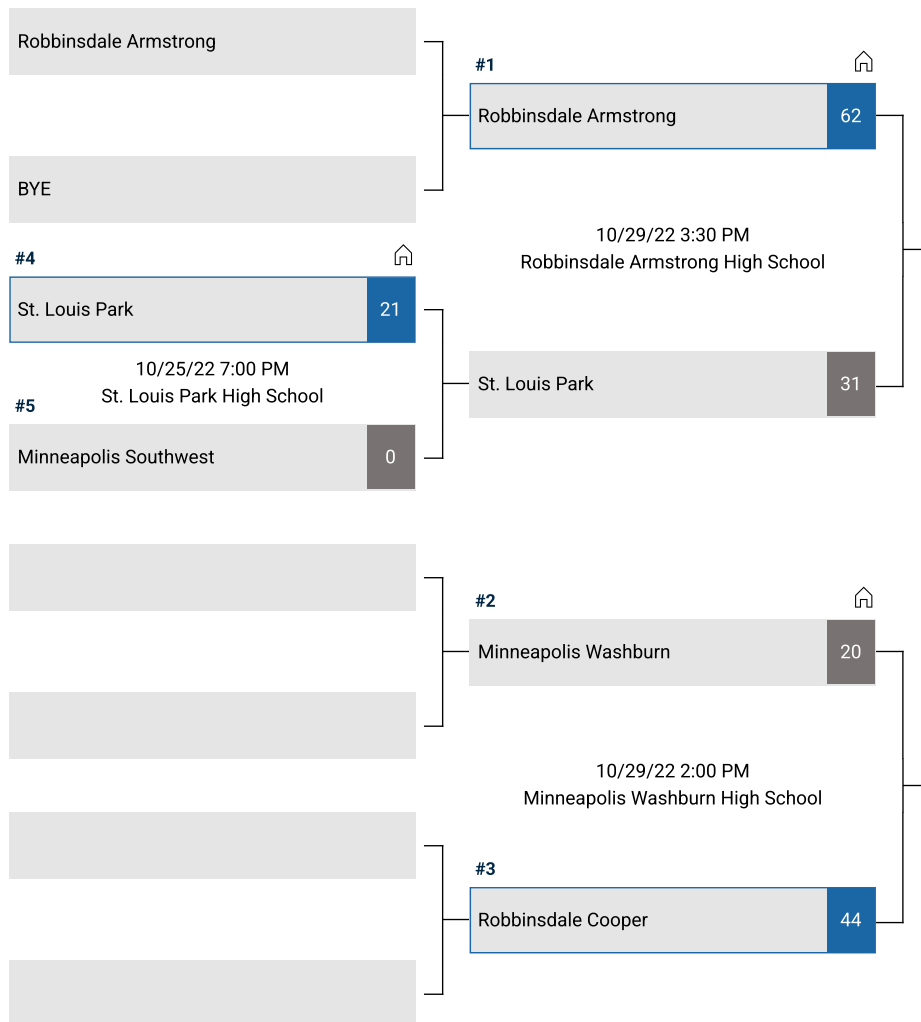 Robbinsdale Armstrong
BYE
#4
St. Louis Park 21
10/25/22 7:00 PM
St. Louis Park High School
#5
Minneapolis Southwest 0
#1
Robbinsdale Armstrong 62
10/29/22 3:30 PM
Robbinsdale Armstrong High School
St. Louis Park 31
#2
Minneapolis Washburn 20
10/29/22 2:00 PM
Minneapolis Washburn High School
#3
Robbinsdale Cooper 44